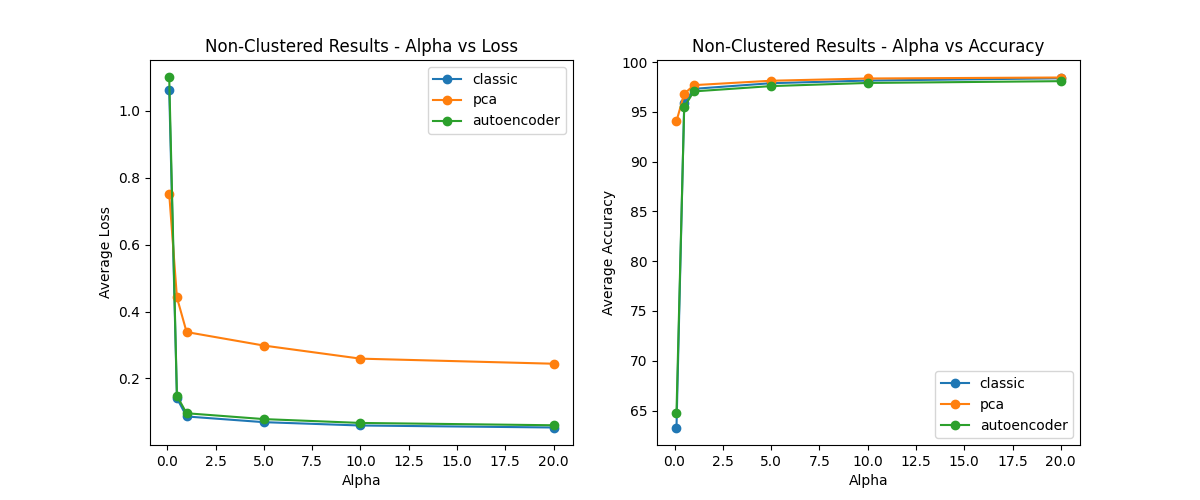 Non-Clustered Results - Alpha vs Loss
classic
pca
autoencoder
1.0
0.8
0.6
0.4
0.2
Average Loss
0.0 2.5 5.0 7.5 10.0 12.5 15.0 17.5 20.0
Alpha
Non-Clustered Results - Alpha vs Accuracy
100
95
90
85
80
75
70
65
Average Accuracy
classic
pca
autoencoder
0.0 2.5 5.0 7.5 10.0 12.5 15.0 17.5 20.0
Alpha